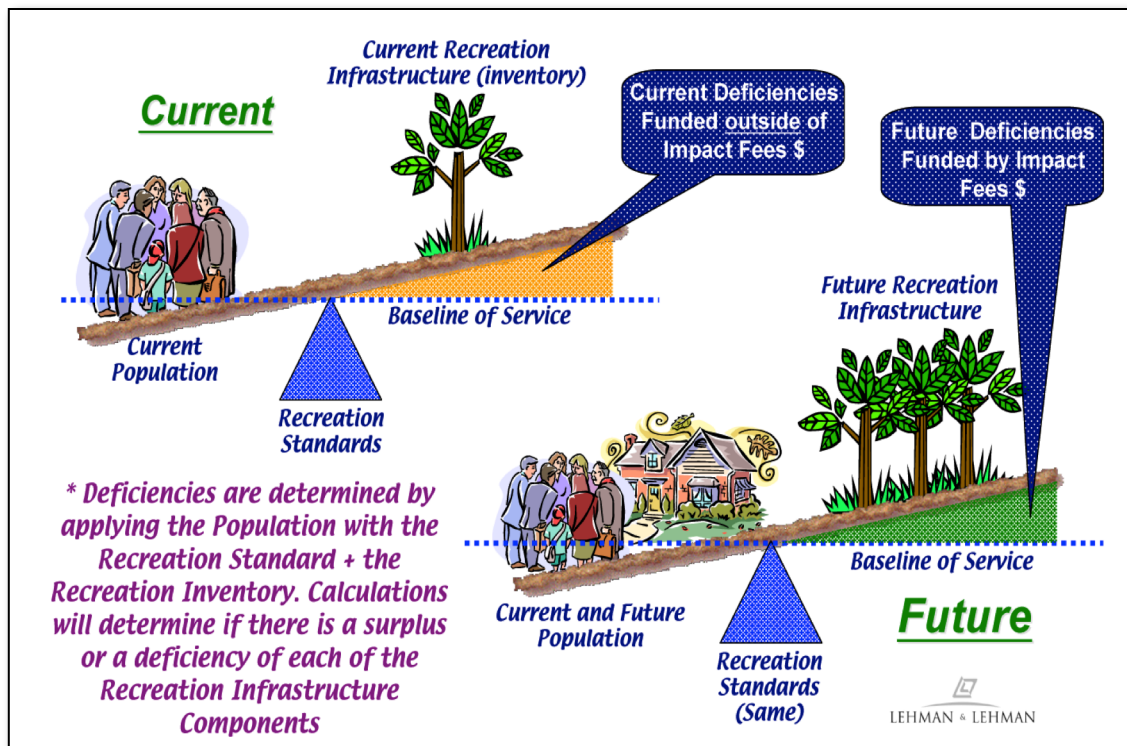 Current
Current Recreation
Infrastructure (inventory)
Current Deficiencies
Funded outside of
Impact Fees $
Future Deficiencies
Funded by Impact
Fees $
Baseline of Service
Current
Population
Recreation
Standards
Future Recreation
Infrastructure
* Deficiencies are determined by
applying the Population with the
Recreation Standard + the
Recreation Inventory. Calculations
will determine if there is a surplus
or a deficiency of each of the
Recreation Infrastructure
Components
Baseline of Service
Current and Future
Population
Recreation
Standards
(Same)
Future
LEHMAN & LEHMAN